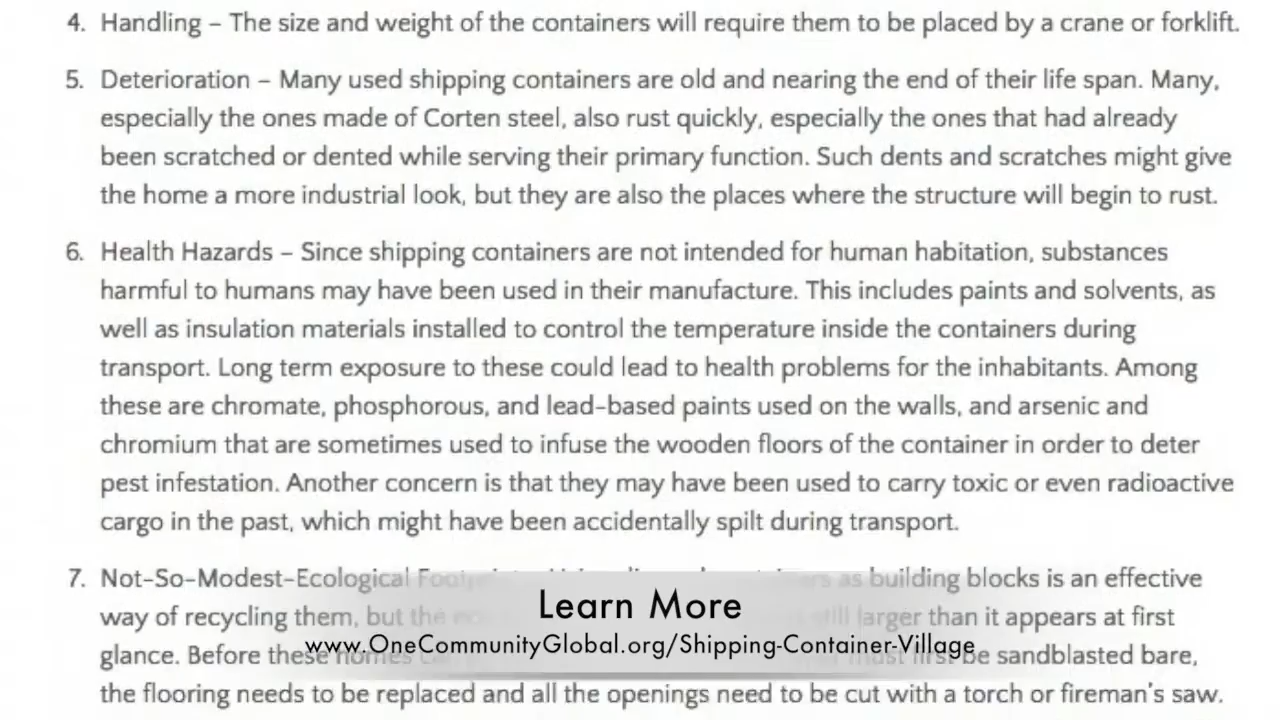 4. Handling – The size and weight of the containers will require them to be placed by a crane or forklift.
5. Deterioration – Many used shipping containers are old and nearing the end of their life span. Many,
especially the ones made of Corten steel, also rust quickly, especially the ones that had already
been scratched or dented while serving their primary function. Such dents and scratches might give
the home a more industrial look, but they are also the places where the structure will begin to rust.
6. Health Hazards – Since shipping containers are not intended for human habitation, substances
harmful to humans may have been used in their manufacture. This includes paints and solvents, as
well as insulation materials installed to control the temperature inside the containers during
transport. Long term exposure to these could lead to health problems for the inhabitants. Among
these are chromate, phosphorous, and lead-based paints used on the walls, and arsenic and
chromium that are sometimes used to infuse the wooden floors of the container in order to deter
pest infestation. Another concern is that they may have been used to carry toxic or even radioactive
cargo in the past, which might have been accidentally spilt during transport.
7. Not-So-Modest-Ecological as building blocks is an effective
way of recycling them, but the still larger than it appears at first
glance. Before these homes must first be sandblasted bare,
the flooring needs to be replaced and all the openings need to be cut with a torch or fireman's saw.
Learn More
www.OneCommunityGlobal.org/Shipping-Container-Village